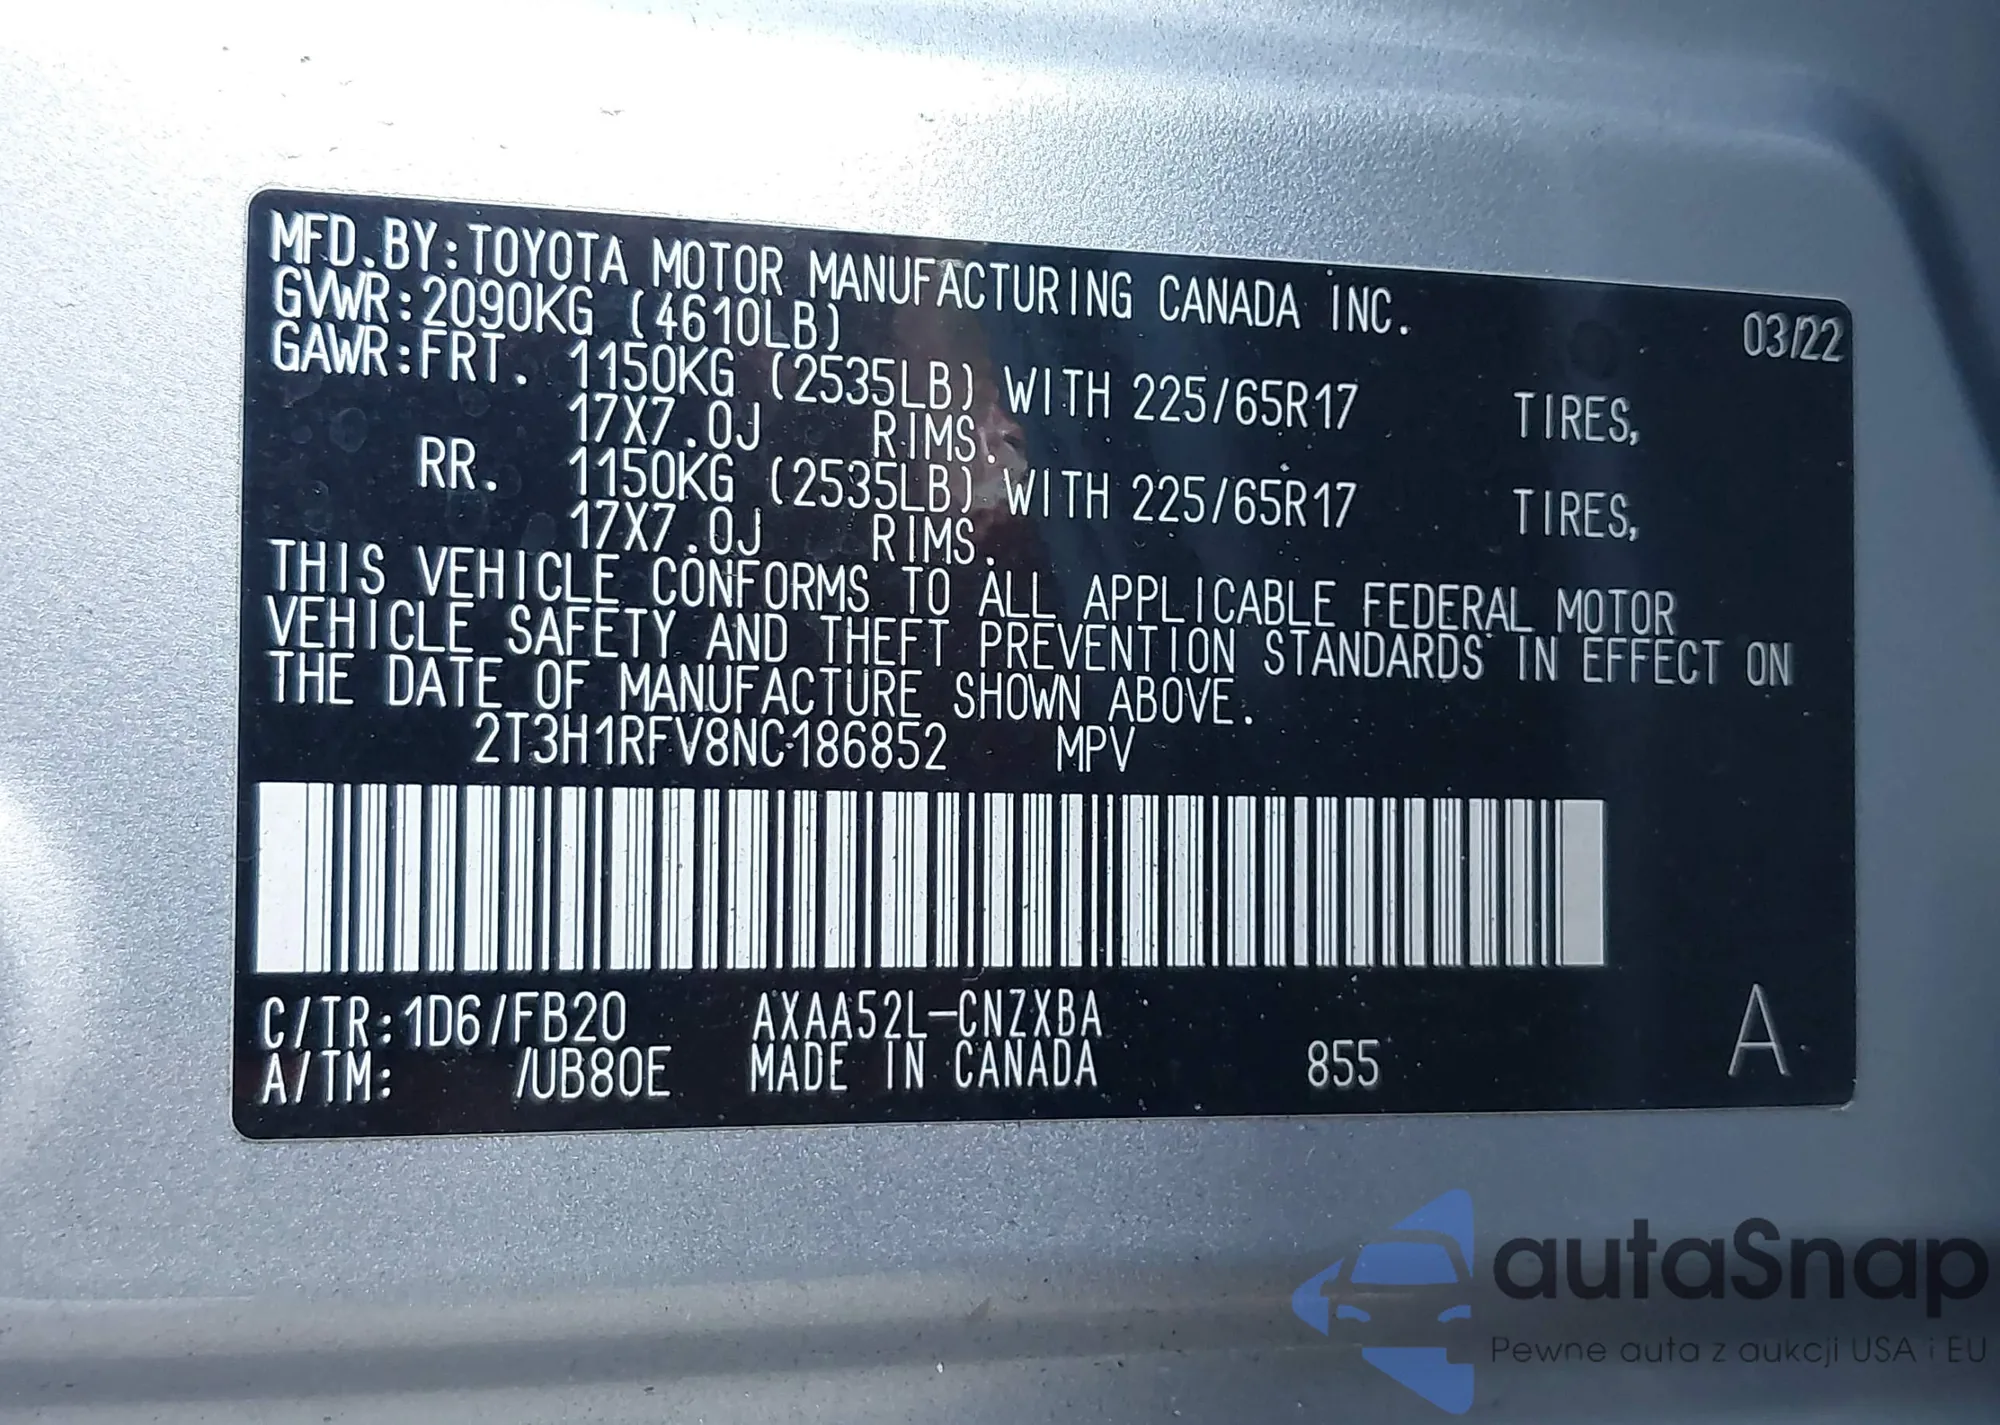 MFD.BY:TOYOTA MOTOR MANUFACTURING CANADA INC. 03/22
GVWR:2090KG (4610LB)
GAWR:FRT. 1150KG (2535LB) WITH 225/65R17 TIRES,
17X7.0J RIMS.
RR. 1150KG (2535LB) WITH 225/65R17 TIRES,
17X7.0J RIMS.
THIS VEHICLE CONFORMS TO ALL APPLICABLE FEDERAL MOTOR
VEHICLE SAFETY AND THEFT PREVENTION STANDARDS IN EFFECT ON
THE DATE OF MANUFACTURE SHOWN ABOVE.
2T3H1RFV8NC186852 MPV
C/TR:1D6/FB20 AXAA52L-CNZXBA
A/TM: /UB80E MADE IN CANADA 855 A
autaSnap
Pewne auta z aukcji USA i EU